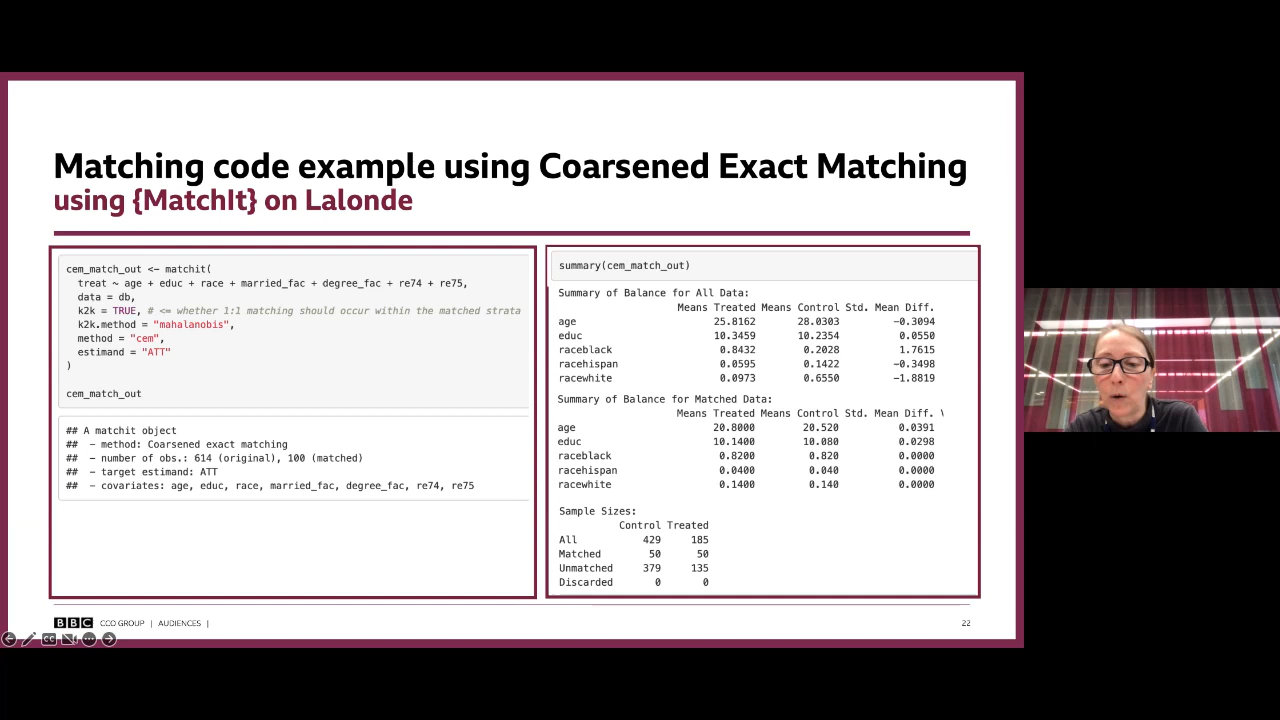 Matching code example using Coarsened Exact Matching
using {MatchIt} on Lalonde
cem_match_out <- matchit(
  treat ~ age + educ + race + married_fac + degree_fac + re74 + re75,
  data = db,
  k2k = TRUE, # <= whether 1:1 matching should occur within the matched strata
  k2k.method = "mahalanobis",
  method = "cem",
  estimand = "ATT"
)
cem_match_out
## A matchit object
##  - method: Coarsened exact matching
##  - number of obs.: 614 (original), 100 (matched)
##  - target estimand: ATT
##  - covariates: age, educ, race, married_fac, degree_fac, re74, re75
summary(cem_match_out)
Summary of Balance for All Data:
Means Treated Means Control Std. Mean Diff.
age 25.8162 28.0303 -0.3094
educ 10.3459 10.2354 0.0550
raceblack 0.8432 0.2028 1.7615
racehispan 0.0595 0.1422 -0.3498
racewhite 0.0973 0.6550 -1.8819
Summary of Balance for Matched Data:
Means Treated Means Control Std. Mean Diff. \
age 20.8000 20.520 0.0391
educ 10.1400 10.080 0.0298
raceblack 0.8200 0.820 0.0000
racehispan 0.0400 0.040 0.0000
racewhite 0.1400 0.140 0.0000
Sample Sizes:
Control Treated
All 429 185
Matched 50 50
Unmatched 379 135
Discarded 0 0
BBC CCO GROUP | AUDIENCES |
22
CC